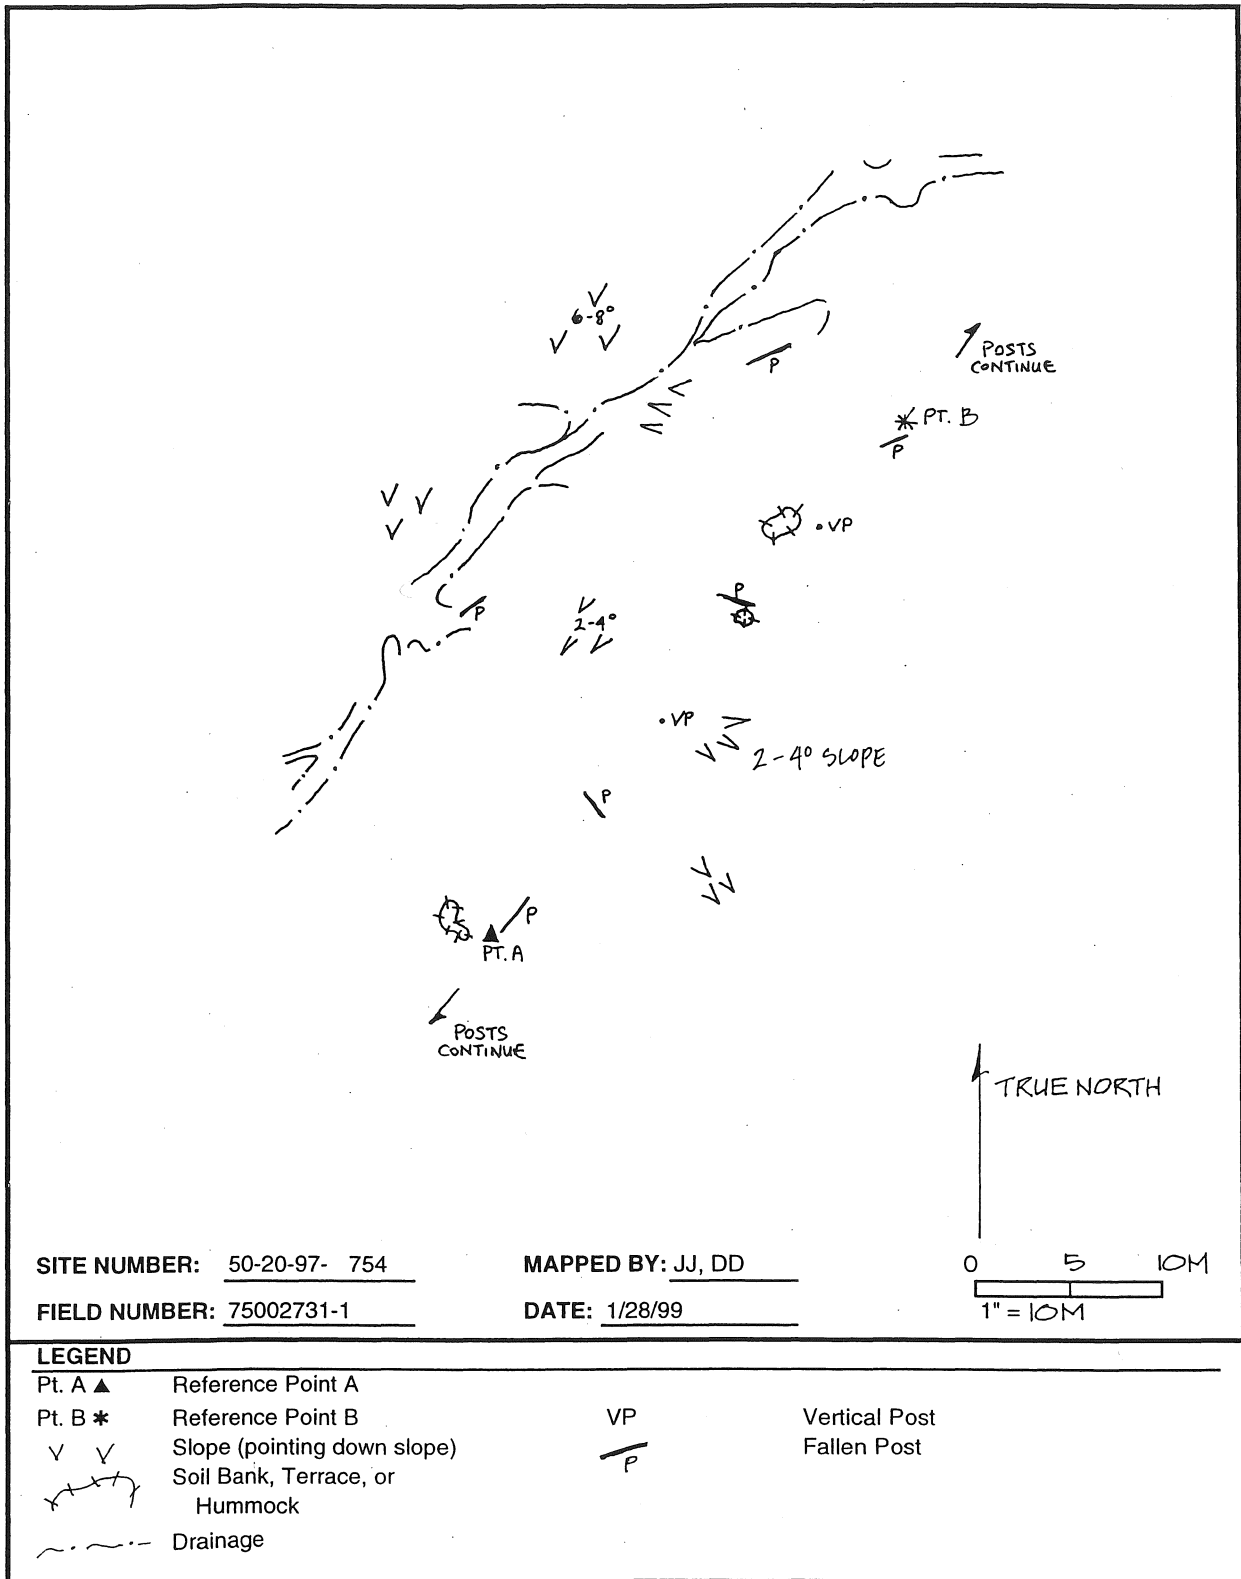 6-8°
POSTS
CONTINUE
P
PT. B
P
VP
P
P
2-4°
VP
2-4° SLOPE
P
P
PT. A
POSTS
CONTINUE
TRUE NORTH
SITE NUMBER: 50-20-97- 754
MAPPED BY: JJ, DD
0 5 10M
FIELD NUMBER: 75002731-1
DATE: 1/28/99
1" = 10M
LEGEND
Pt. A ▲ Reference Point A
Pt. B * Reference Point B
VP Vertical Post
Slope (pointing down slope)
P Fallen Post
Soil Bank, Terrace, or
Hummock
Drainage